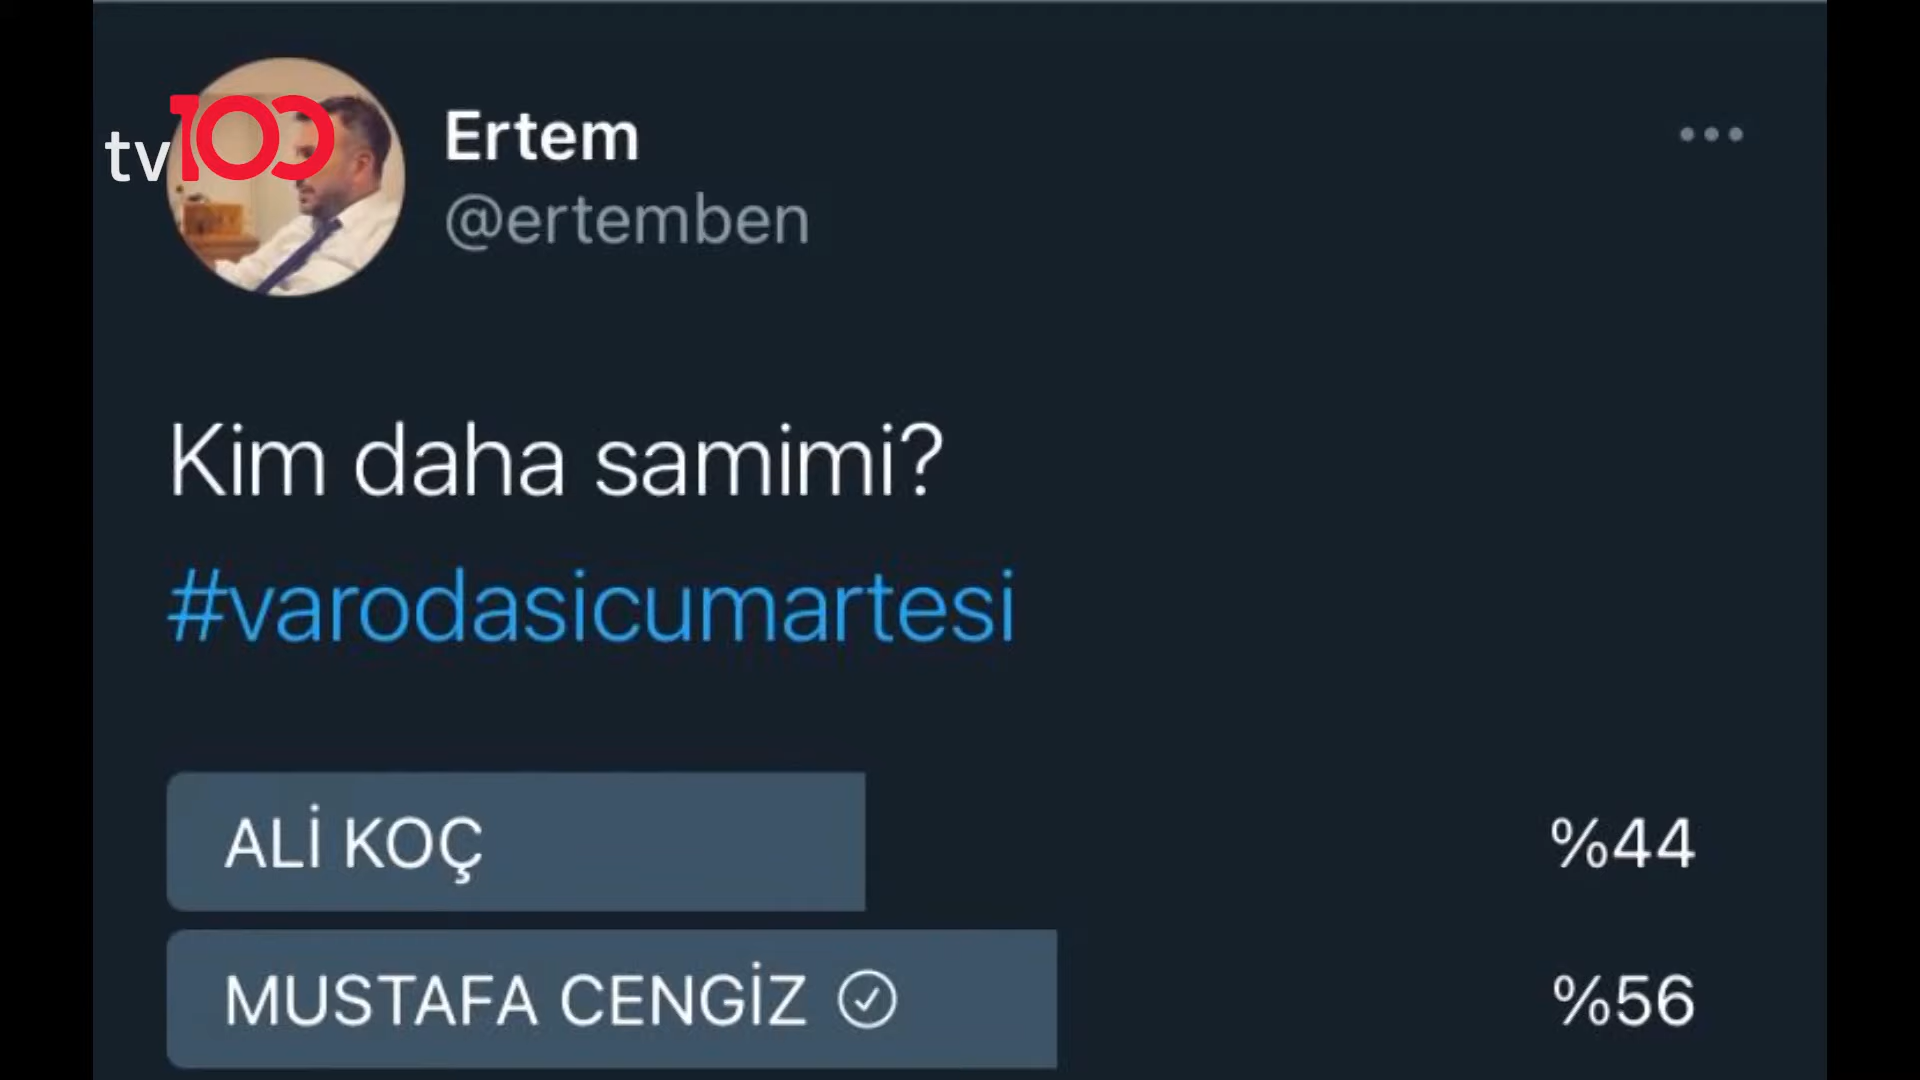 tv100
Ertem
@ertemben
Kim daha samimi?
#varodasicumartesi
ALİ KOÇ
%44
MUSTAFA CENGİZ
%56